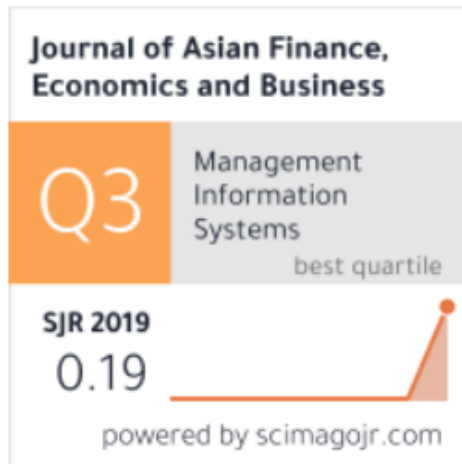 Journal of Asian Finance,
Economics and Business
Q3
Management
Information
Systems
best quartile
SJR 2019
0.19
powered by scimagojr.com